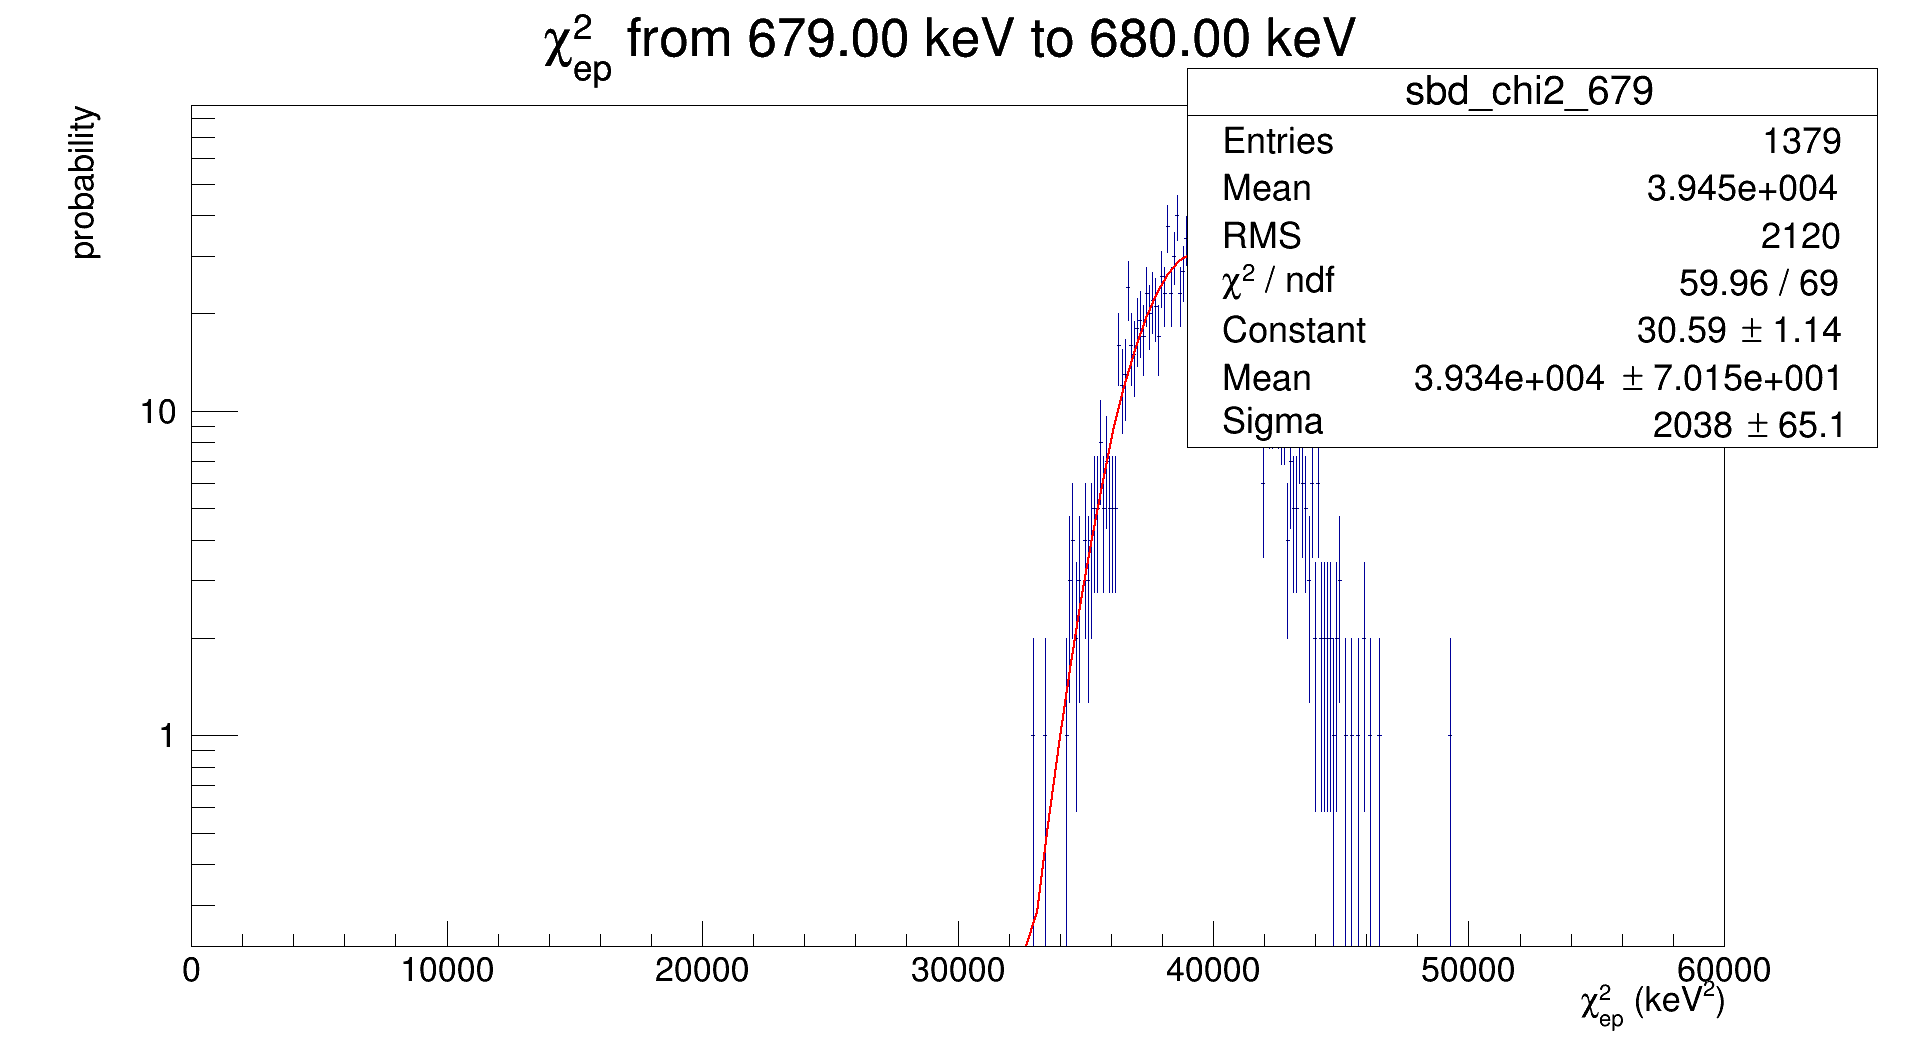 χ²ep from 679.00 keV to 680.00 keV
probability
sbd_chi2_679
Entries 1379
Mean 3.945e+004
RMS 2120
χ² / ndf 59.96 / 69
Constant 30.59 ± 1.14
Mean 3.934e+004 ± 7.015e+001
Sigma 2038 ± 65.1
10
1
0 10000 20000 30000 40000 50000 60000
χ²ep (keV²)